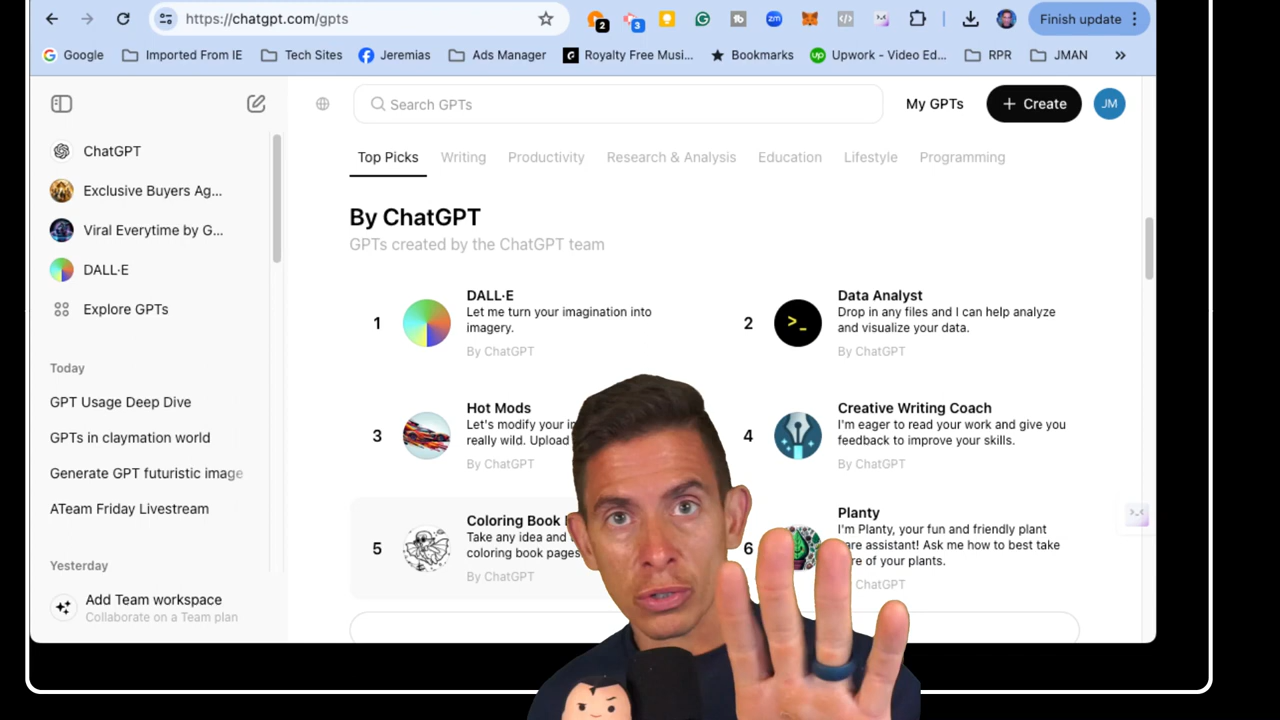 https://chatgpt.com/gpts
2
3
zm
Finish update
Google
Imported From IE
Tech Sites
Jeremias
Ads Manager
Royalty Free Musi...
Bookmarks
up
Upwork - Video Ed...
RPR
JMAN
»
Search GPTs
My GPTs
+ Create
JM
ChatGPT
Exclusive Buyers Ag...
Viral Everytime by G...
DALL·E
Explore GPTs
Today
GPT Usage Deep Dive
GPTs in claymation world
Generate GPT futuristic image
ATeam Friday Livestream
Yesterday
Add Team workspace
Collaborate on a Team plan
Top Picks
Writing
Productivity
Research & Analysis
Education
Lifestyle
Programming
By ChatGPT
GPTs created by the ChatGPT team
1
DALL·E
Let me turn your imagination into
imagery.
By ChatGPT
2
Data Analyst
Drop in any files and I can help analyze
and visualize your data.
By ChatGPT
3
Hot Mods
Let's modify your
really wild. Upload
By ChatGPT
4
Creative Writing Coach
I'm eager to read your work and give you
feedback to improve your skills.
By ChatGPT
5
Coloring Book
Take any idea and
coloring book pages
By ChatGPT
6
Planty
I'm Planty, your fun and friendly plant
assistant! Ask me how to best take
of your plants.
ChatGPT